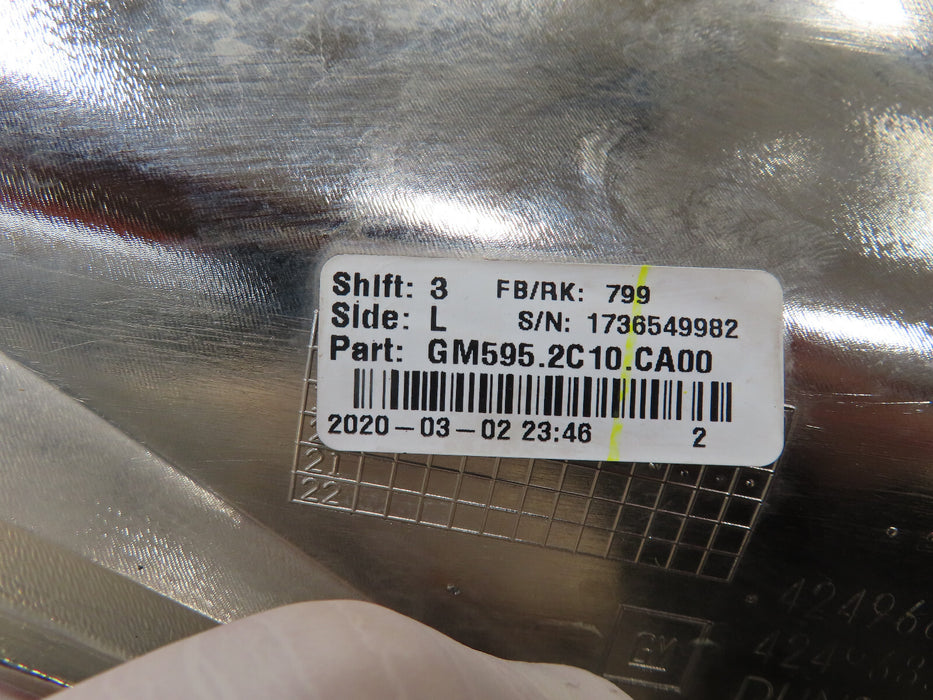 Shift: 3 FB/RK: 799
Side: L S/N: 1736549982
Part: GM595.2C10.CA00
2020-03-02 23:46 2
21
22
GM